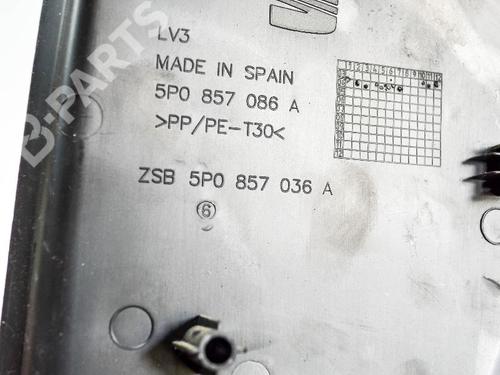 LV3
MADE IN SPAIN
5P0 857 086 A
>PP/PE-T30<
ZSB 5P0 857 036 A
6
B-PARTS